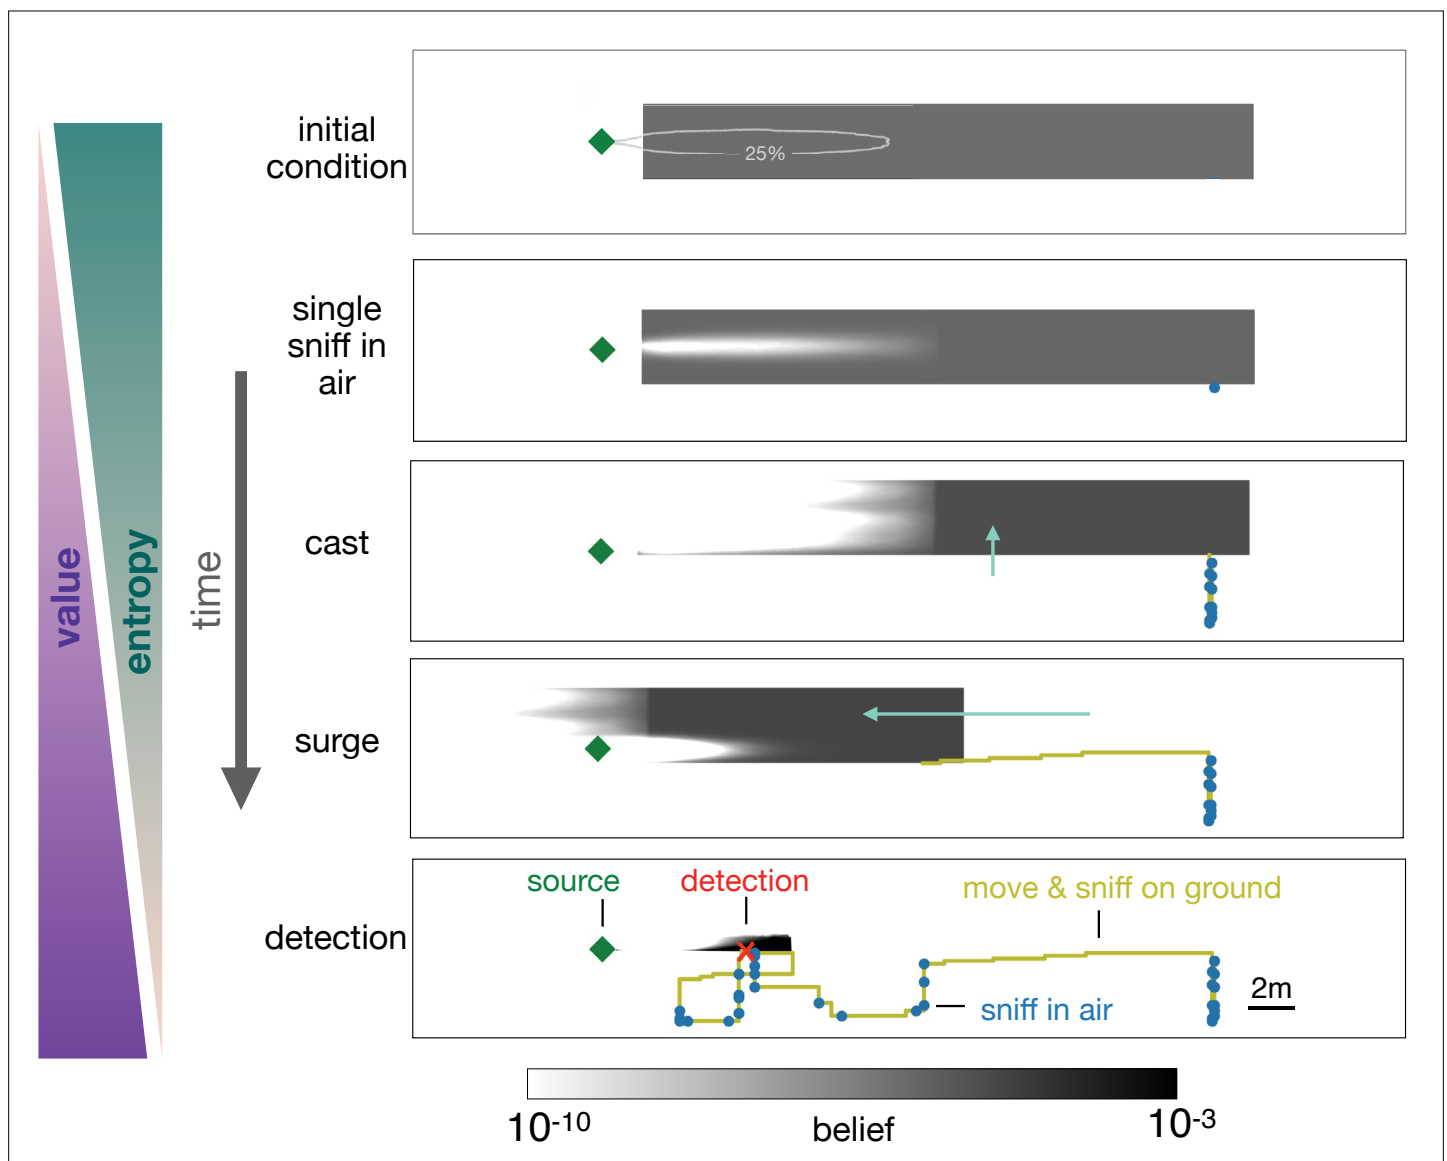 initial
condition
25%
single
sniff in
air
cast
value
entropy
time
surge
source
detection
move & sniff on ground
detection
2m
sniff in air
10-10
belief
10-3